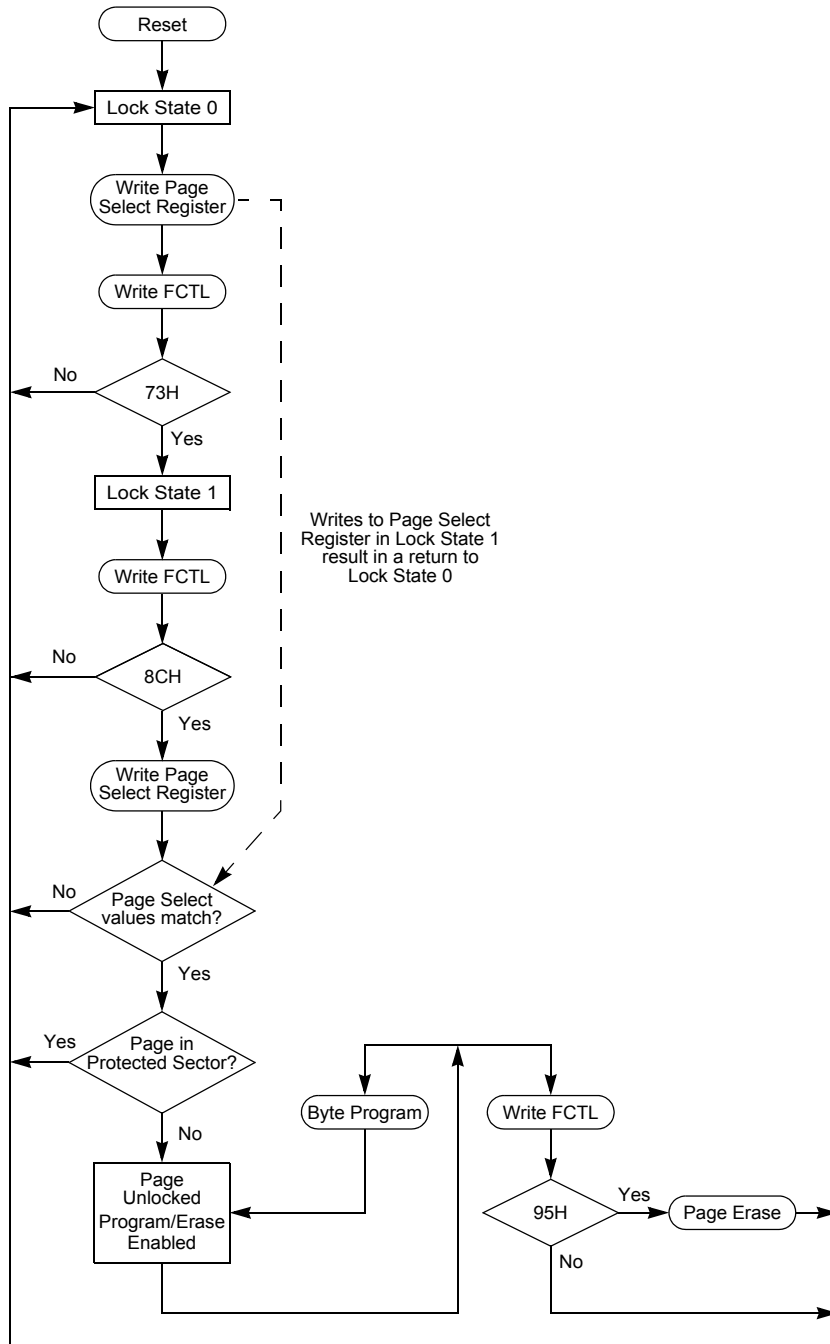 Reset
Lock State 0
Write Page
Select Register
Write FCTL
No
73H
Yes
Lock State 1
Writes to Page Select
Register in Lock State 1
result in a return to
Lock State 0
Write FCTL
No
8CH
Yes
Write Page
Select Register
No
Page Select
values match?
Yes
Yes
Page in
Protected Sector?
No
Byte Program
Write FCTL
Page
Unlocked
Program/Erase
Enabled
95H
Yes
Page Erase
No